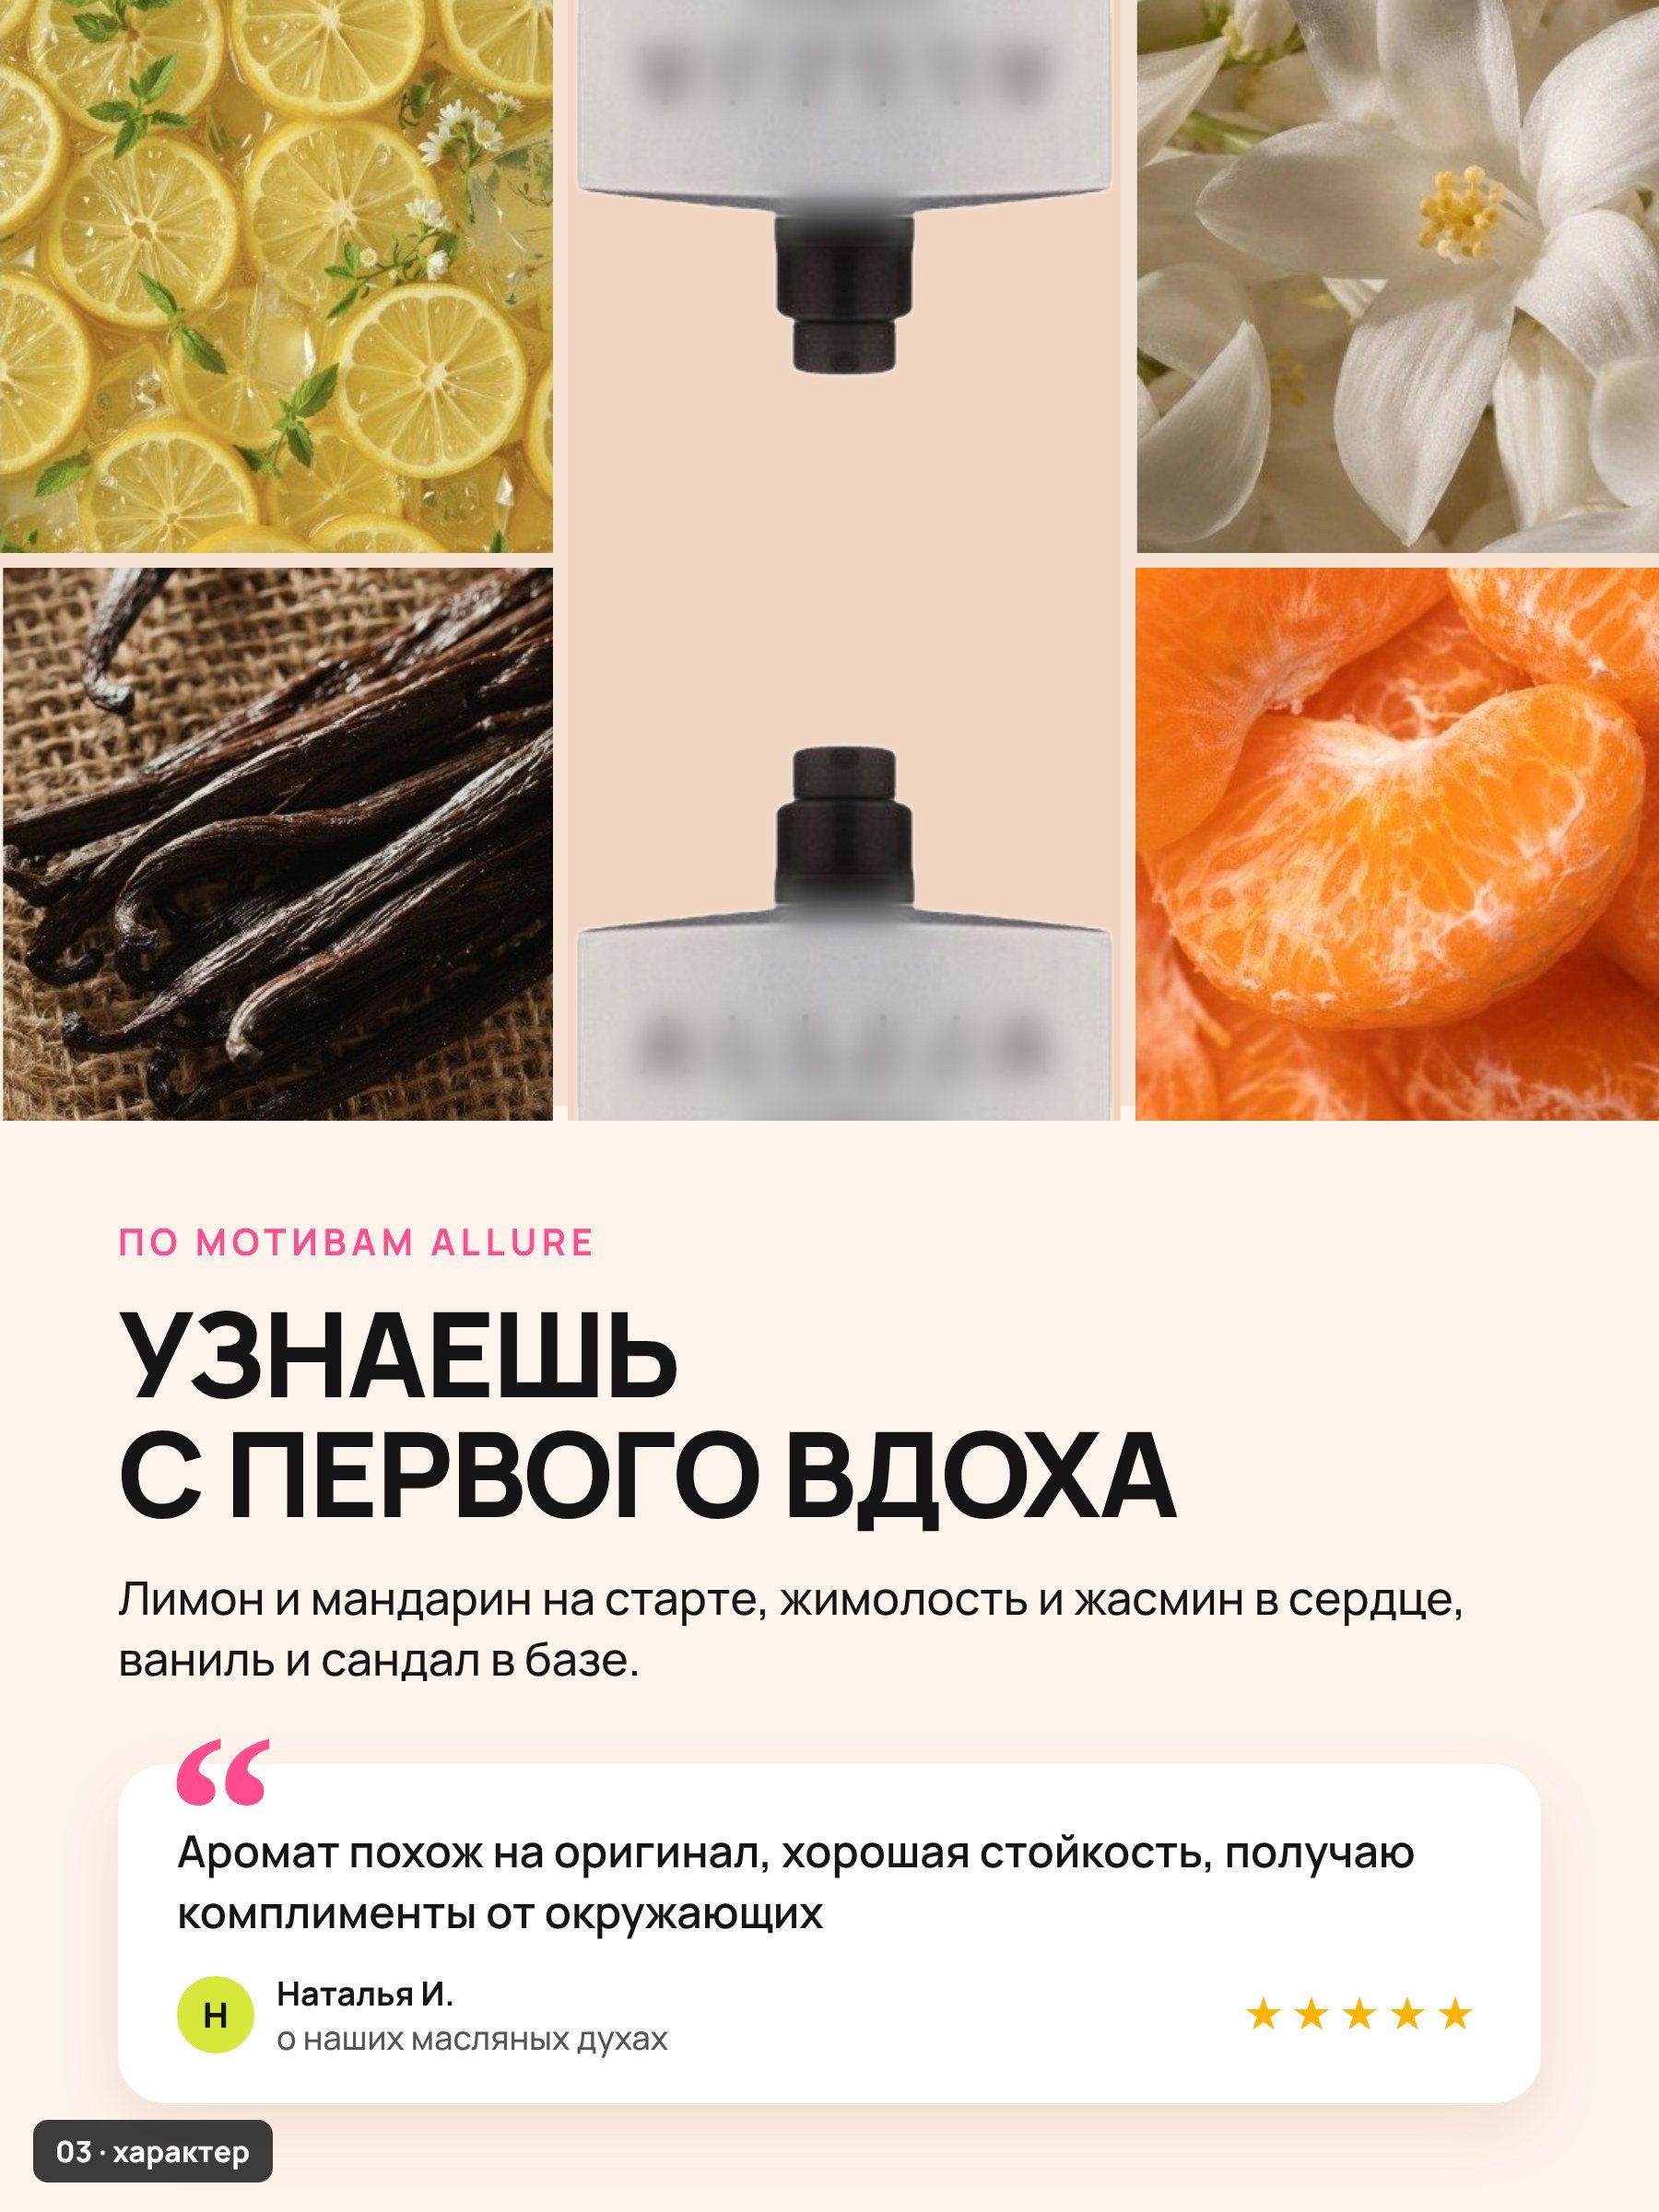 ПО МОТИВАМ ALLURE
УЗНАЕШЬ
С ПЕРВОГО ВДОХА
Лимон и мандарин на старте, жимолость и жасмин в сердце,
ваниль и сандал в базе.
“
Аромат похож на оригинал, хорошая стойкость, получаю
комплименты от окружающих
Н
Наталья И.
о наших масляных духах
★★★★★
03 · характер